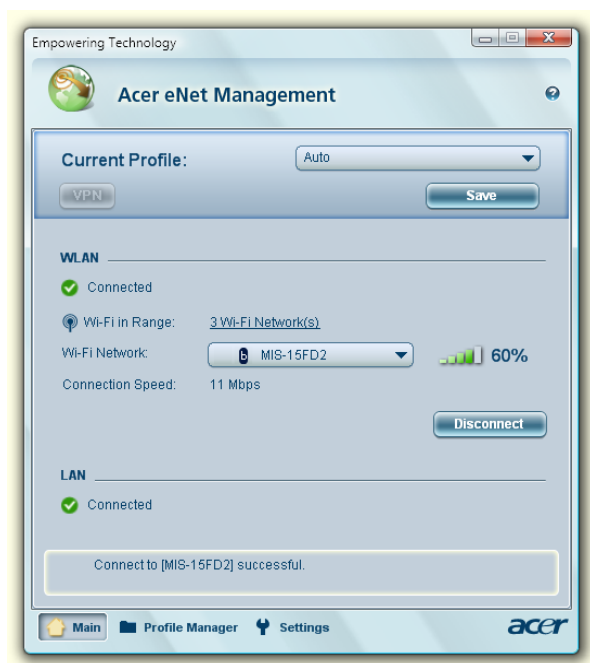 Empowering Technology
Acer eNet Management
Current Profile: Auto
VPN Save
WLAN
Connected
Wi-Fi in Range: 3 Wi-Fi Network(s)
Wi-Fi Network: b MIS-15FD2 60%
Connection Speed: 11 Mbps
Disconnect
LAN
Connected
Connect to [MIS-15FD2] successful.
Main Profile Manager Settings acer